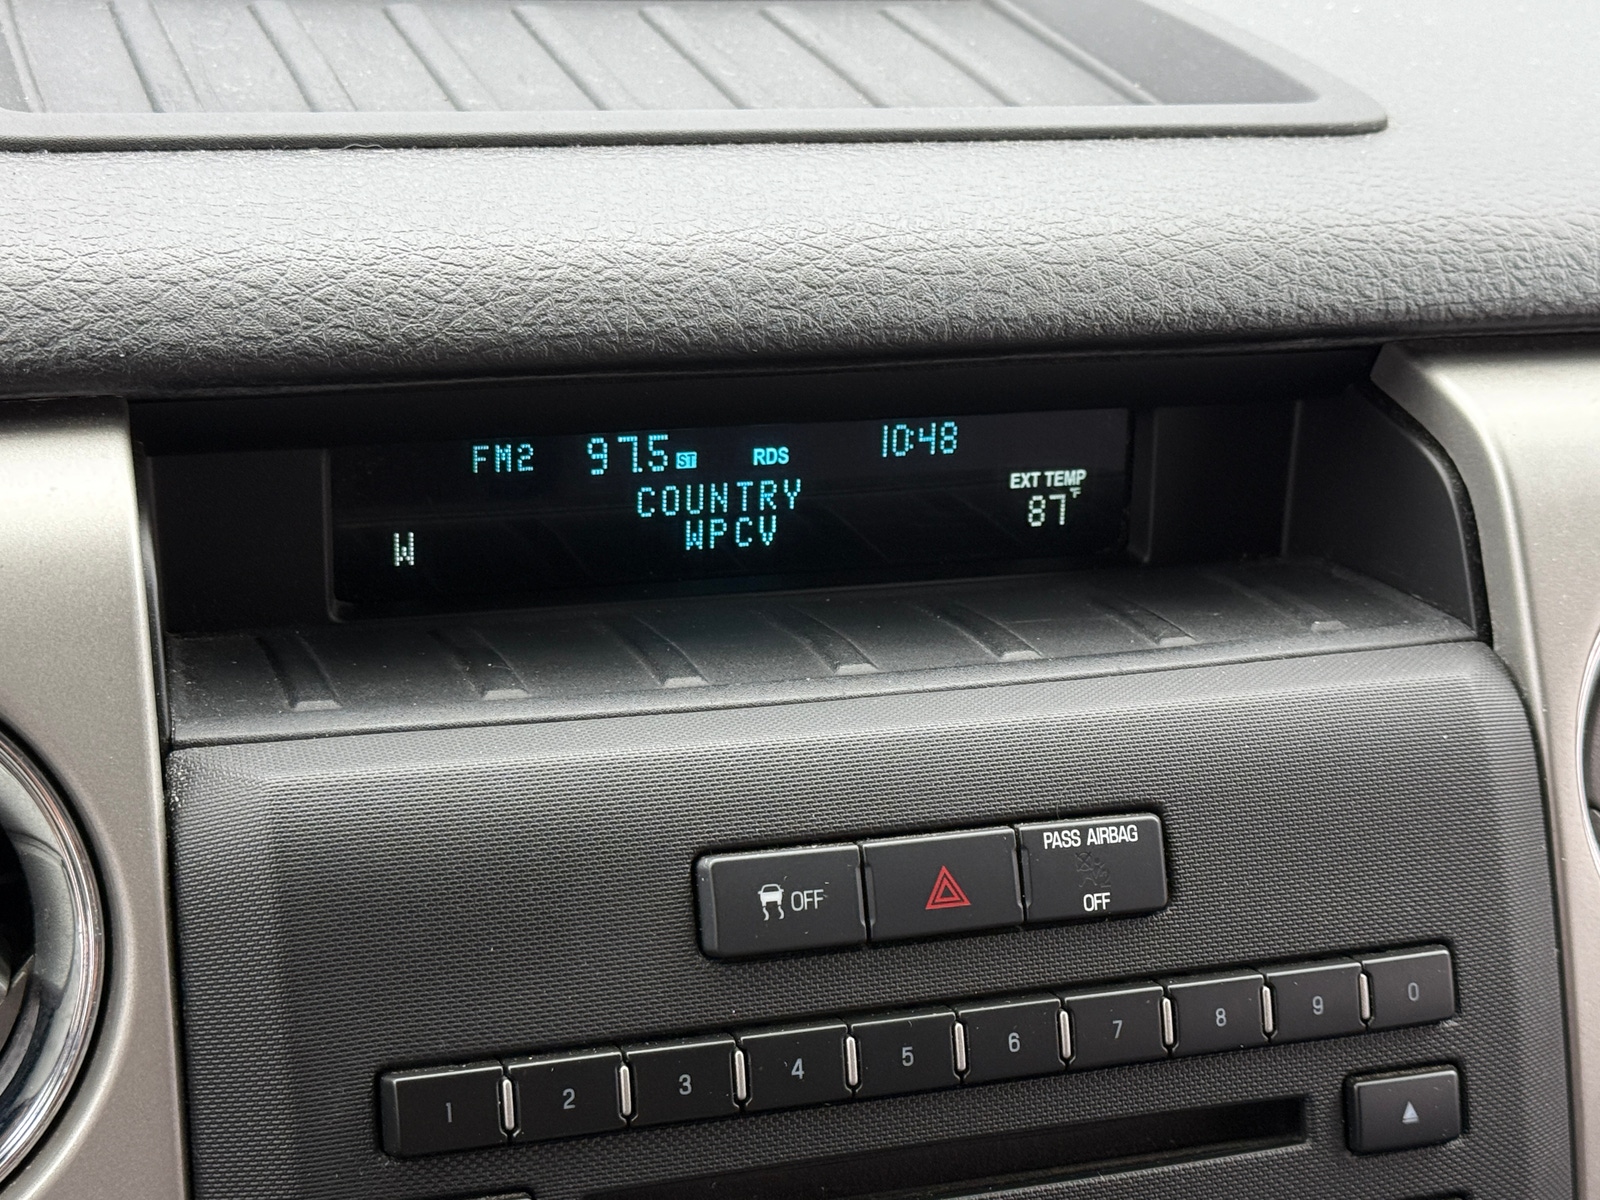 FM2 97.5 ST RDS 10:48
COUNTRY
EXT TEMP
87°F
WPCV
W
PASS AIRBAG
OFF
OFF
1 2 3 4 5 6 7 8 9 0